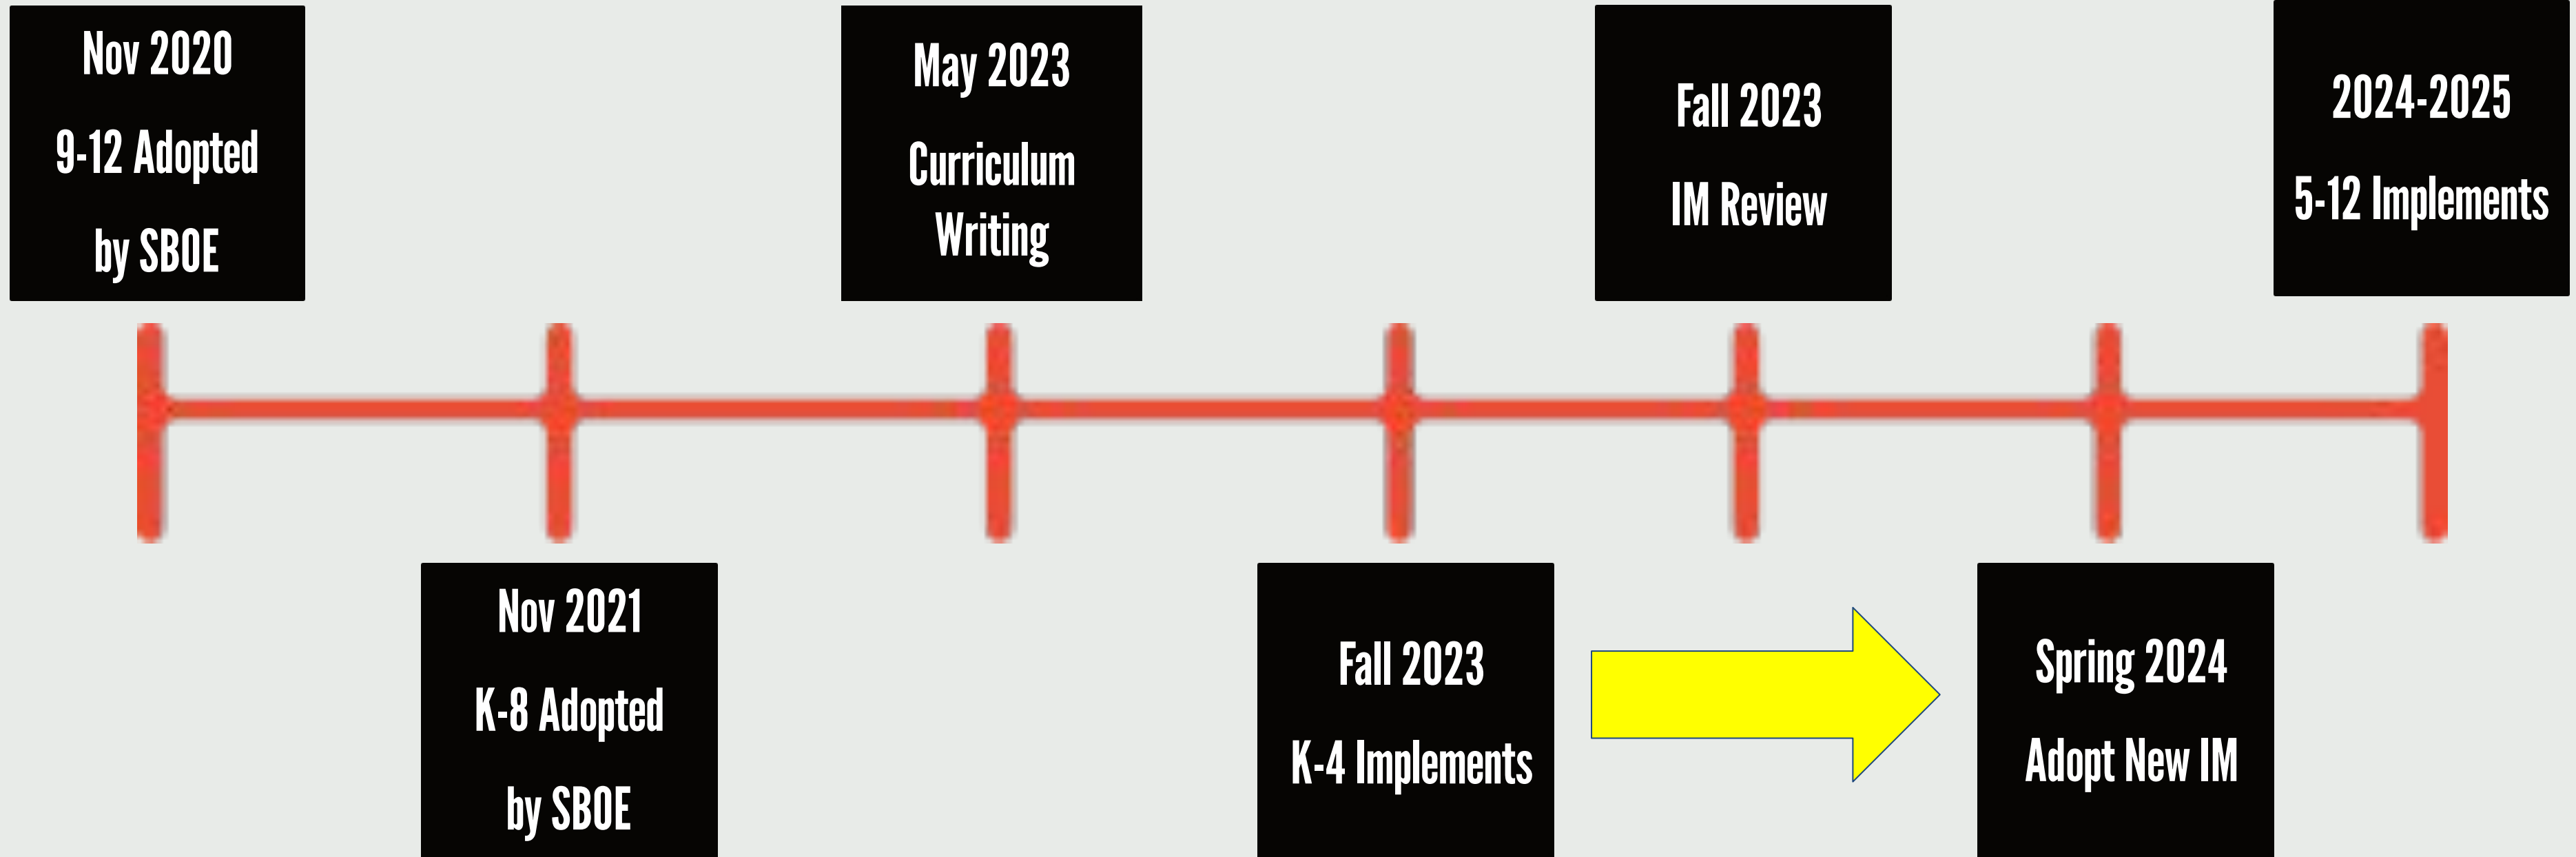 Nov 2020
9-12 Adopted
by SBOE
Nov 2021
K-8 Adopted
by SBOE
May 2023
Curriculum
Writing
Fall 2023
K-4 Implements
Fall 2023
IM Review
Spring 2024
Adopt New IM
2024-2025
5-12 Implements